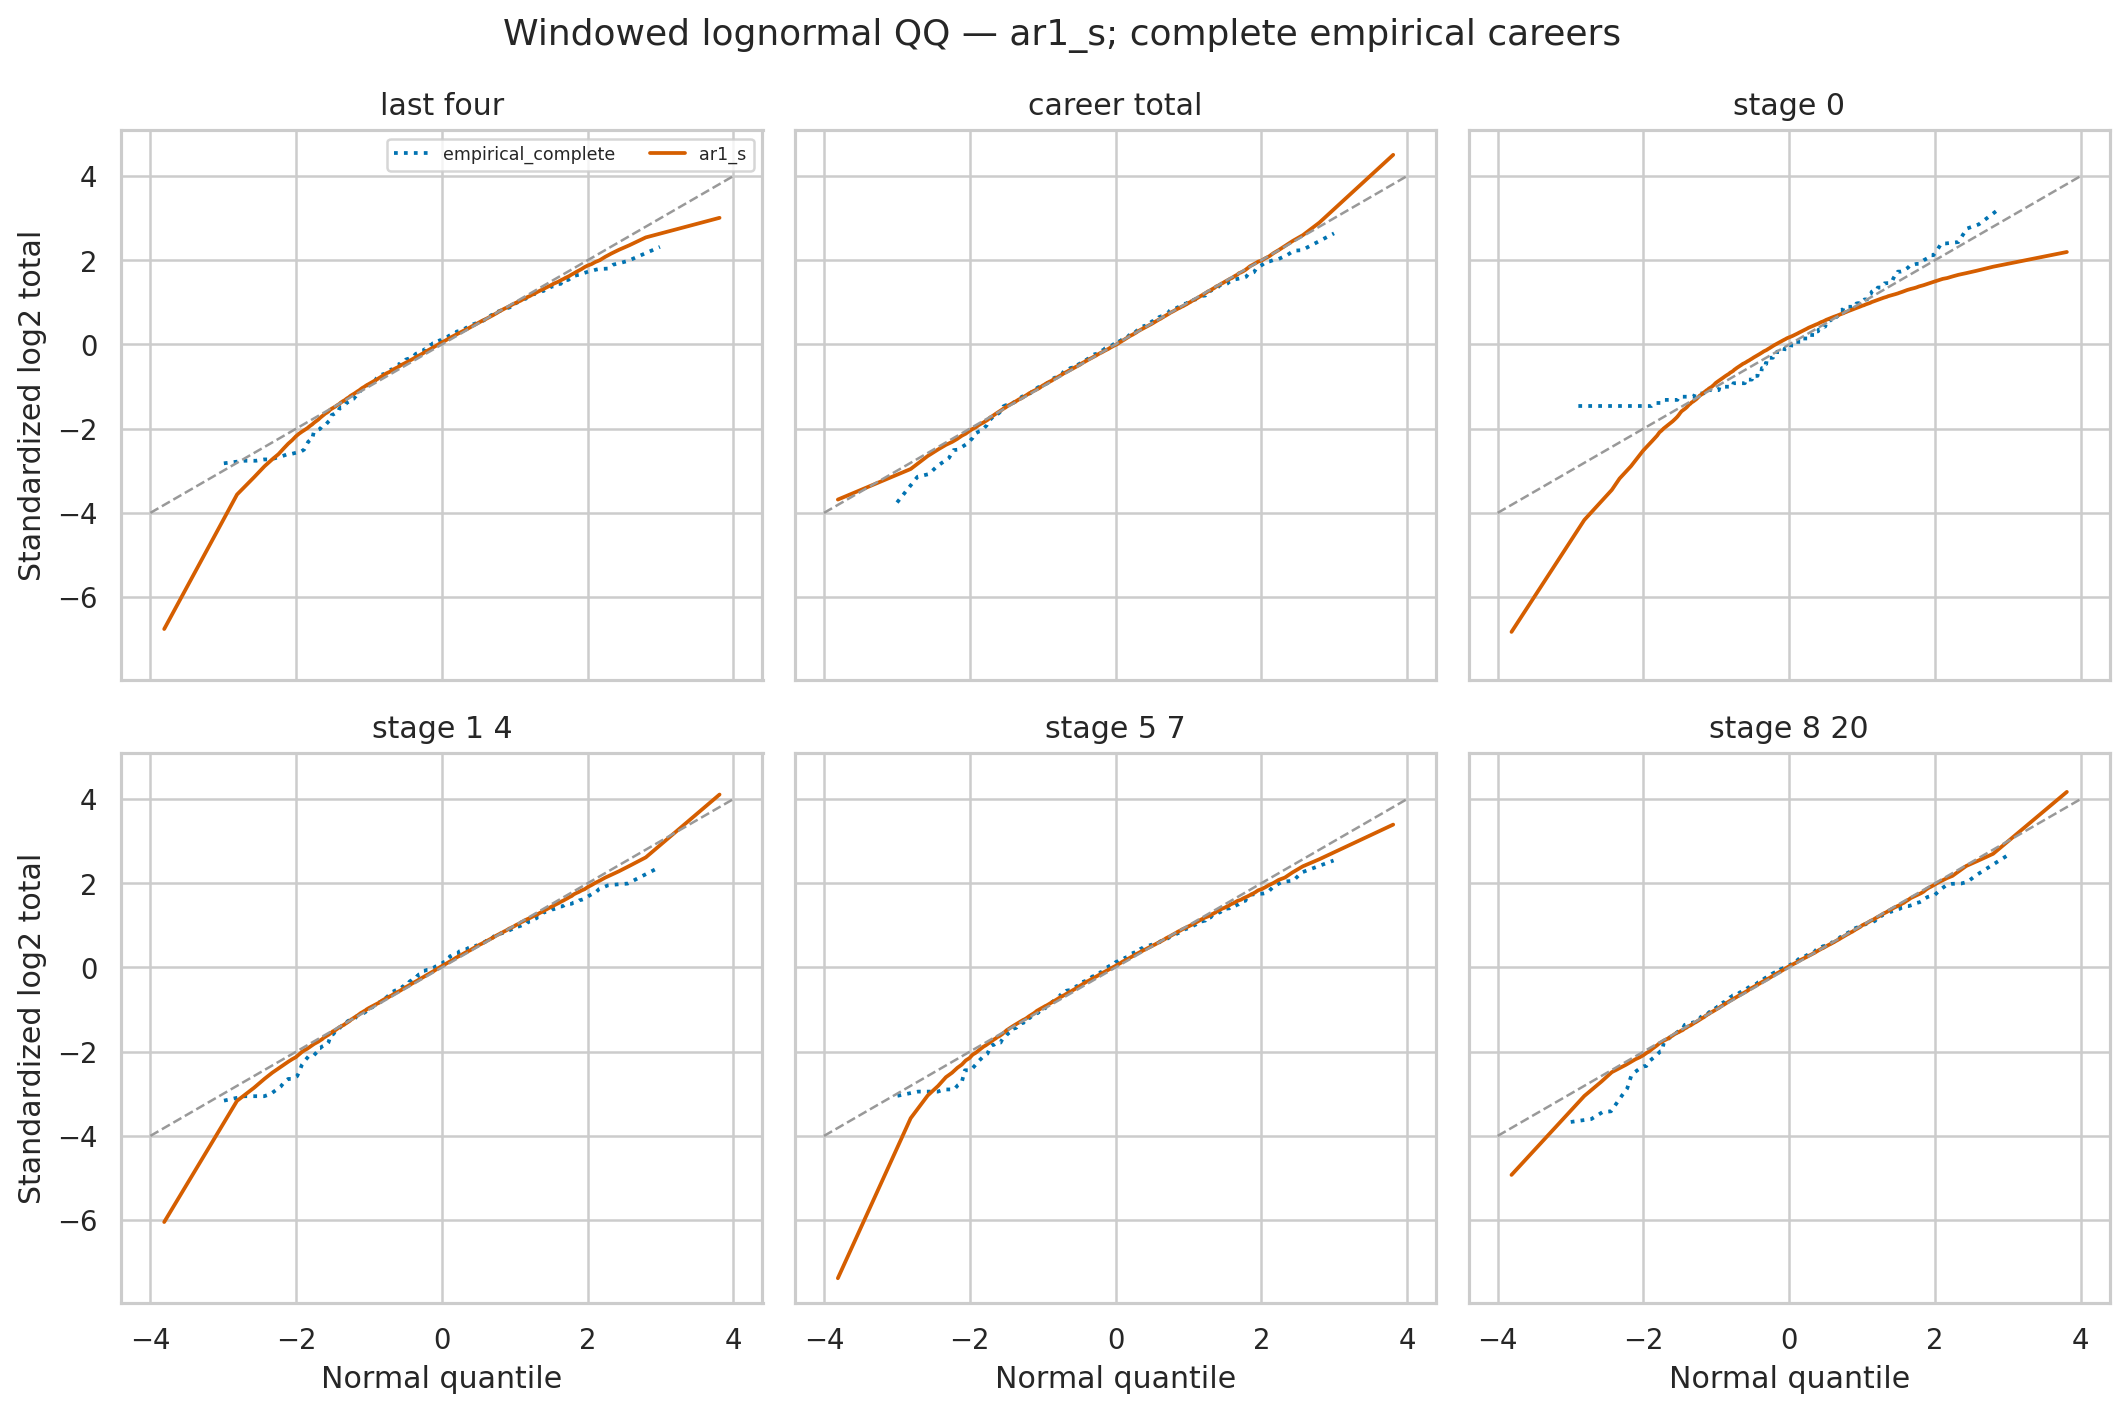 Windowed lognormal QQ — ar1_s; complete empirical careers
last four
career total
stage 0
empirical_complete
ar1_s
Standardized log2 total
4
2
0
−2
−4
−6
stage 1 4
stage 5 7
stage 8 20
Standardized log2 total
4
2
0
−2
−4
−6
−4 −2 0 2 4
−4 −2 0 2 4
−4 −2 0 2 4
Normal quantile
Normal quantile
Normal quantile